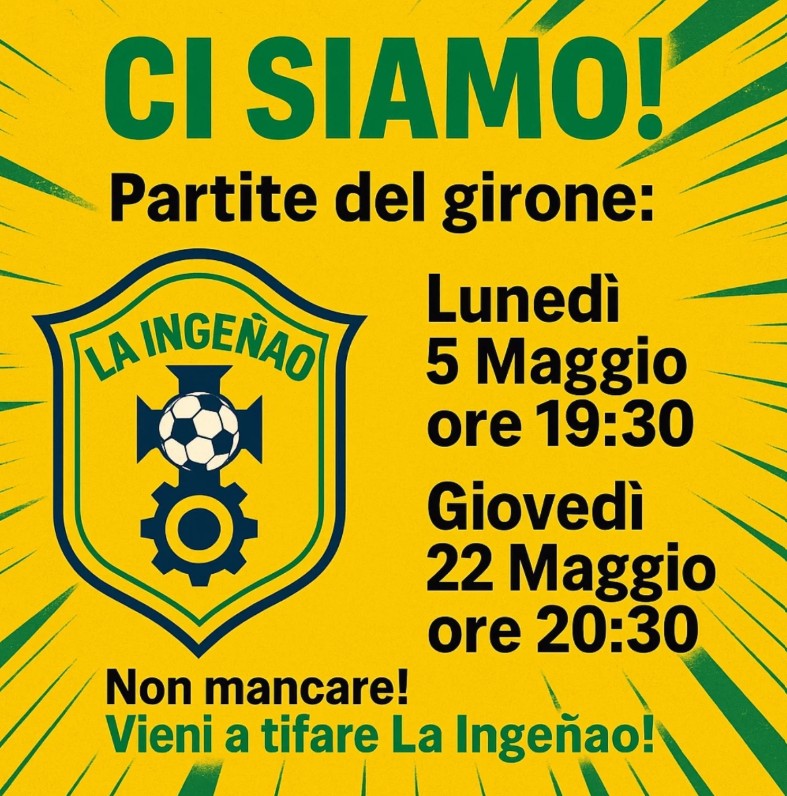 CI SIAMO!
Partite del girone:
LA INGEÑAO
Lunedì
5 Maggio
ore 19:30
Giovedì
22 Maggio
ore 20:30
Non mancare!
Vieni a tifare La Ingeñao!